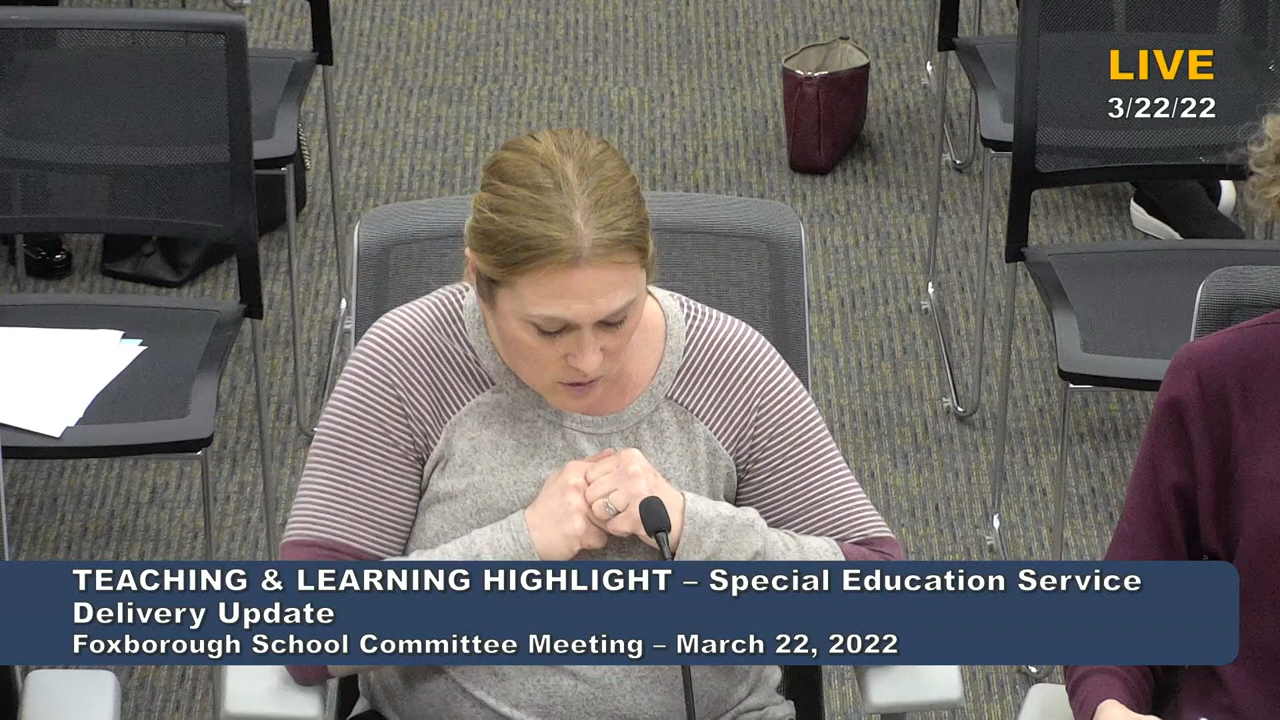 LIVE
3/22/22
TEACHING & LEARNING HIGHLIGHT – Special Education Service
Delivery Update
Foxborough School Committee Meeting – March 22, 2022